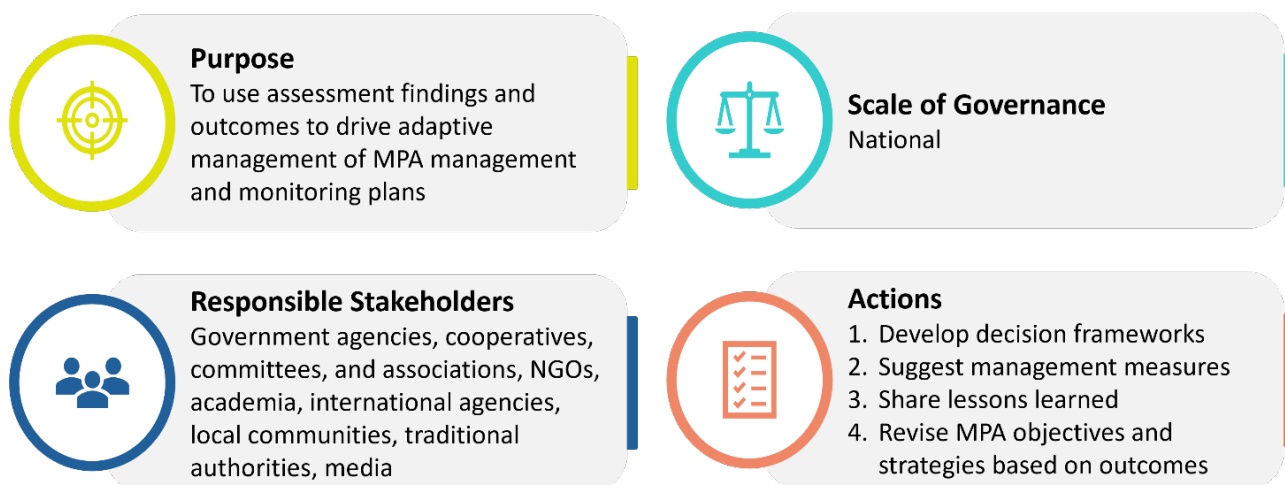 Purpose
To use assessment findings and
outcomes to drive adaptive
management of MPA management
and monitoring plans
Scale of Governance
National
Responsible Stakeholders
Government agencies, cooperatives,
committees, and associations, NGOs,
academia, international agencies,
local communities, traditional
authorities, media
Actions
1. Develop decision frameworks
2. Suggest management measures
3. Share lessons learned
4. Revise MPA objectives and
strategies based on outcomes